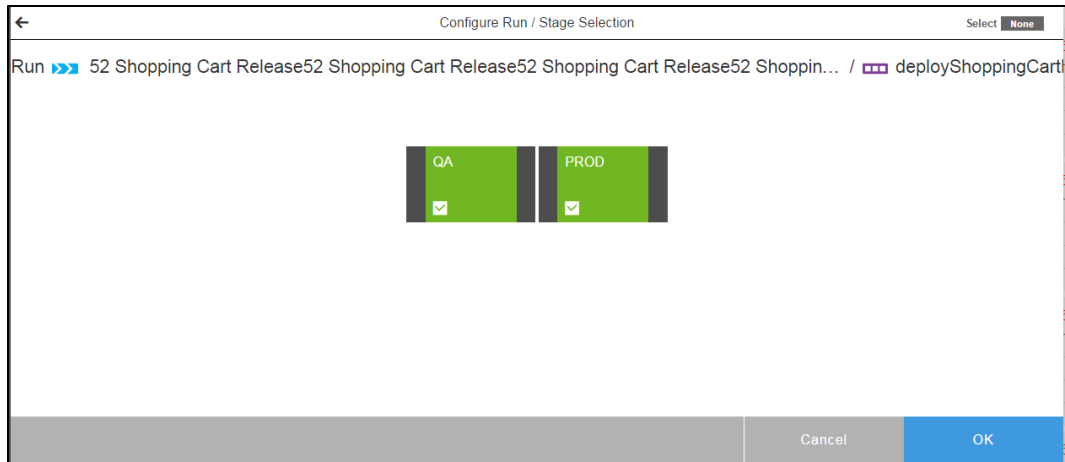 Configure Run / Stage Selection
Select None
Run 52 Shopping Cart Release52 Shopping Cart Release52 Shopping Cart Release52 Shoppin... / deployShoppingCart
QA
PROD
Cancel
OK